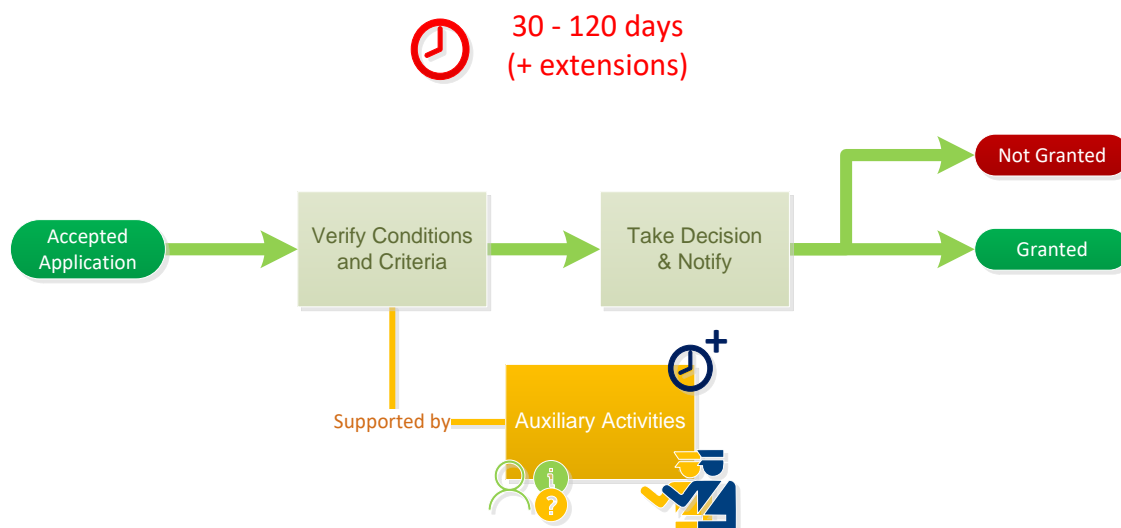 30 - 120 days
(+ extensions)
Not Granted
Accepted
Application
Verify Conditions
and Criteria
Take Decision
& Notify
Granted
Supported by
Auxiliary Activities
i
?